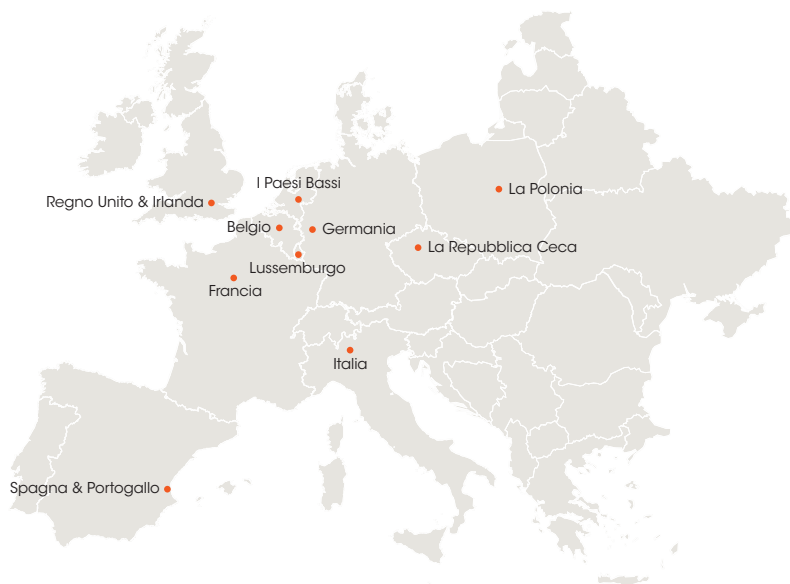 I Paesi Bassi
La Polonia
Regno Unito & Irlanda
Belgio
Germania
La Repubblica Ceca
Lussemburgo
Francia
Italia
Spagna & Portogallo